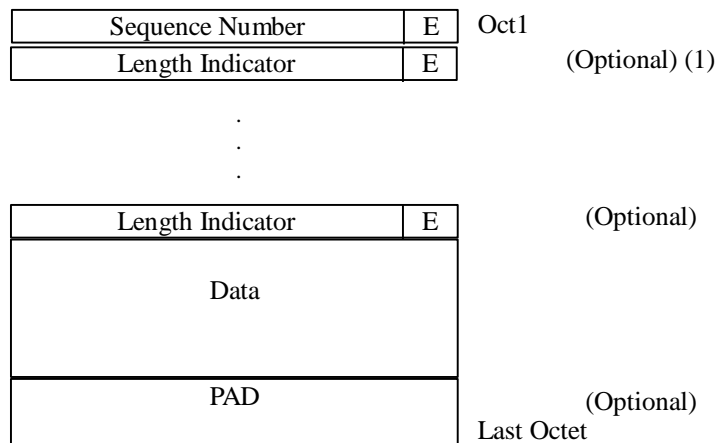 Sequence Number E Oct1
Length Indicator E (Optional) (1)
.
.
.
Length Indicator E (Optional)
Data
PAD (Optional)
Last Octet